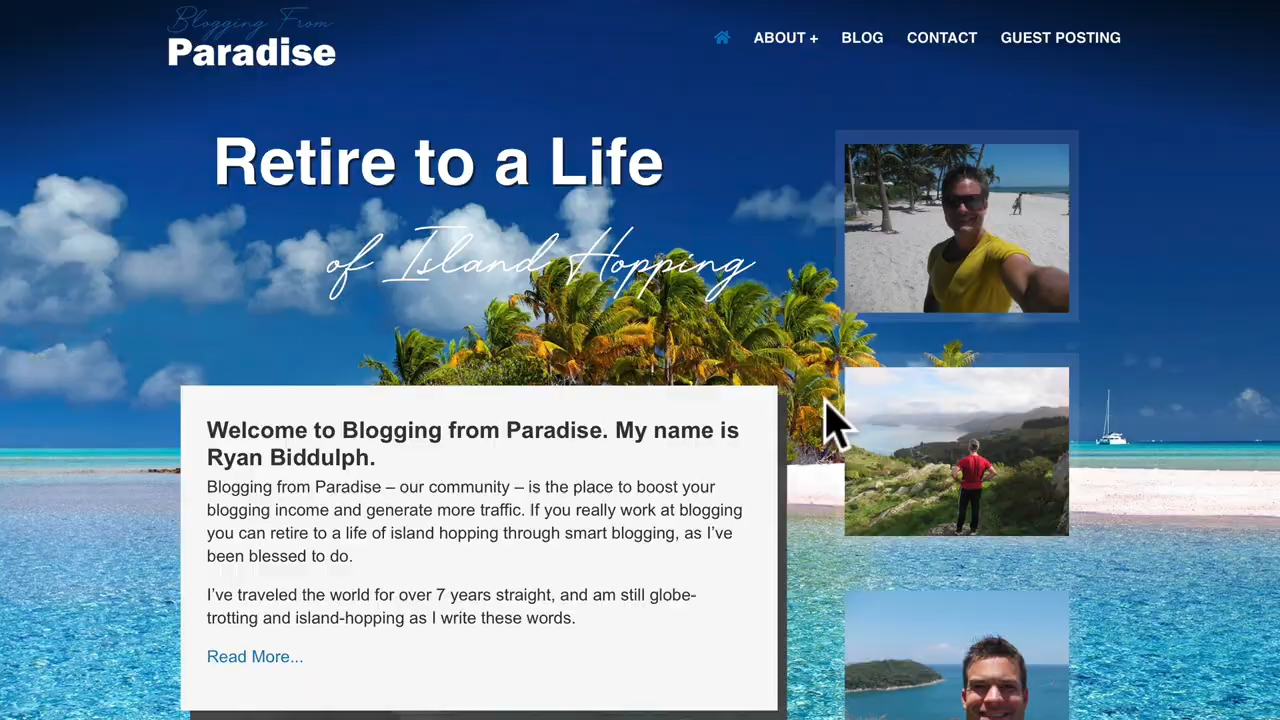 Blogging From
Paradise
ABOUT +
BLOG
CONTACT
GUEST POSTING
Retire to a Life
of Island Hopping
Welcome to Blogging from Paradise. My name is
Ryan Biddulph.
Blogging from Paradise – our community – is the place to boost your
blogging income and generate more traffic. If you really work at blogging
you can retire to a life of island hopping through smart blogging, as I’ve
been blessed to do.
I’ve traveled the world for over 7 years straight, and am still globe-
trotting and island-hopping as I write these words.
Read More...